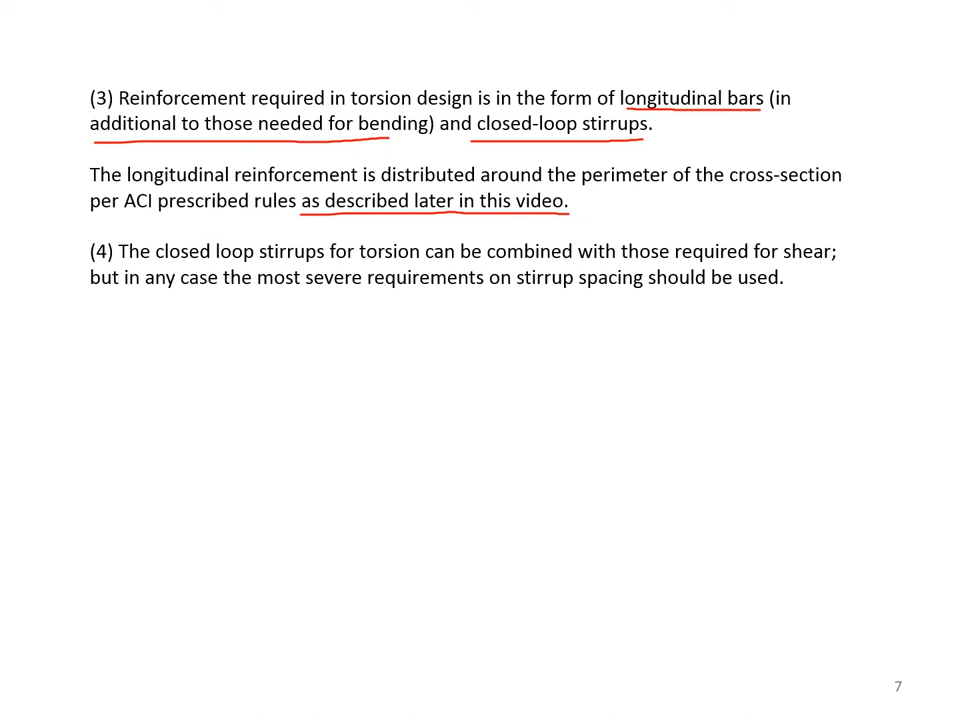 (3) Reinforcement required in torsion design is in the form of longitudinal bars (in
additional to those needed for bending) and closed-loop stirrups.
The longitudinal reinforcement is distributed around the perimeter of the cross-section
per ACI prescribed rules as described later in this video.
(4) The closed loop stirrups for torsion can be combined with those required for shear;
but in any case the most severe requirements on stirrup spacing should be used.
7